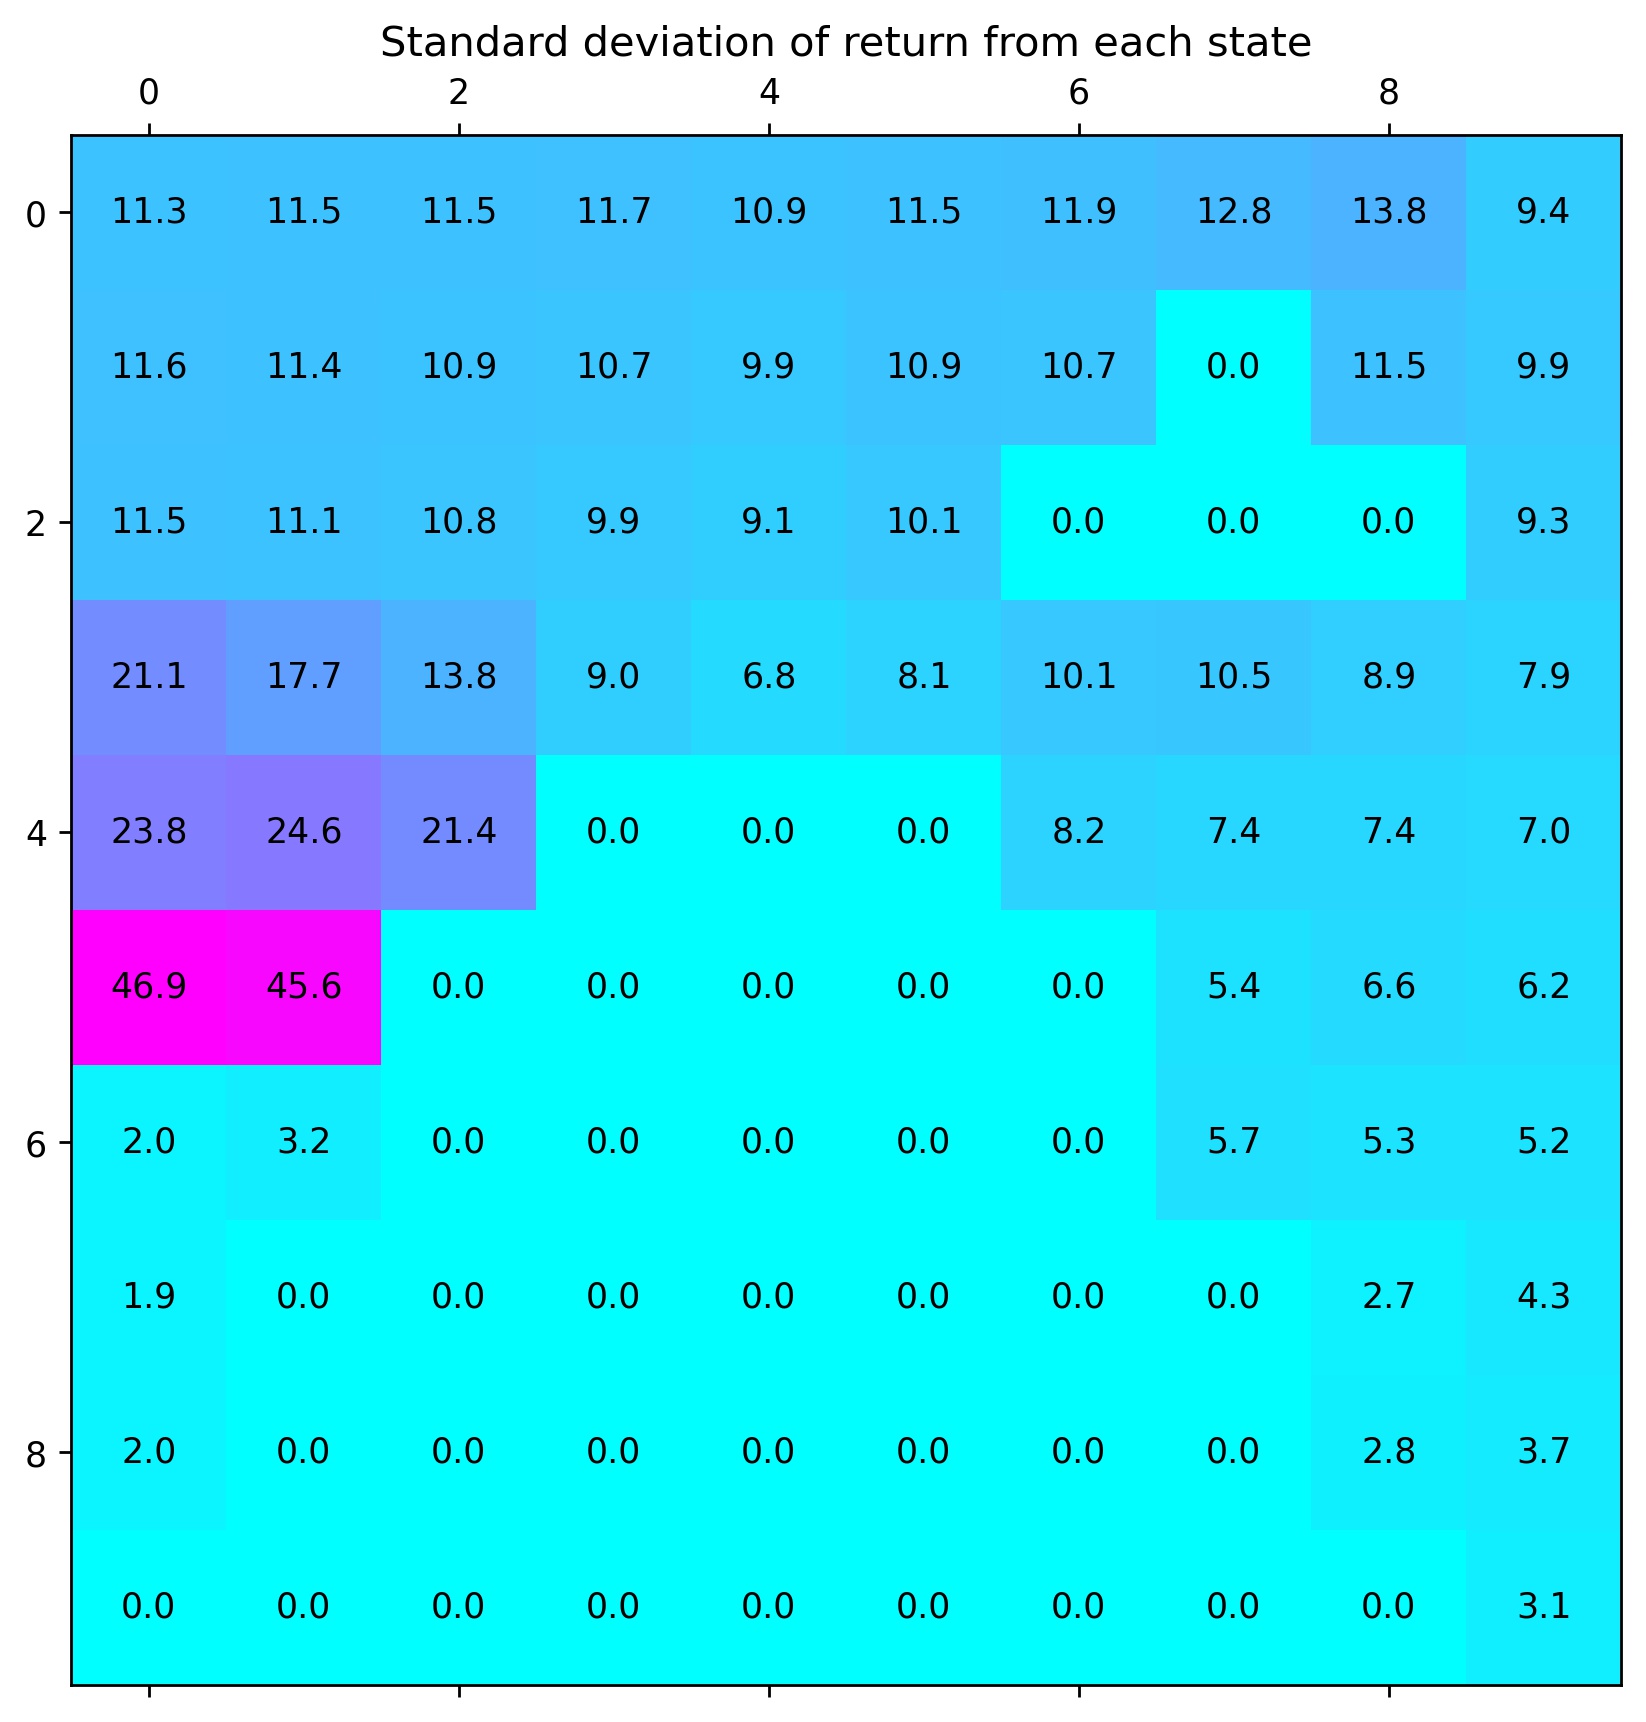 Standard deviation of return from each state
0 2 4 6 8
0 11.3 11.5 11.5 11.7 10.9 11.5 11.9 12.8 13.8 9.4
11.6 11.4 10.9 10.7 9.9 10.9 10.7 0.0 11.5 9.9
2 11.5 11.1 10.8 9.9 9.1 10.1 0.0 0.0 0.0 9.3
21.1 17.7 13.8 9.0 6.8 8.1 10.1 10.5 8.9 7.9
4 23.8 24.6 21.4 0.0 0.0 0.0 8.2 7.4 7.4 7.0
46.9 45.6 0.0 0.0 0.0 0.0 0.0 5.4 6.6 6.2
6 2.0 3.2 0.0 0.0 0.0 0.0 0.0 5.7 5.3 5.2
1.9 0.0 0.0 0.0 0.0 0.0 0.0 0.0 2.7 4.3
8 2.0 0.0 0.0 0.0 0.0 0.0 0.0 0.0 2.8 3.7
0.0 0.0 0.0 0.0 0.0 0.0 0.0 0.0 0.0 3.1